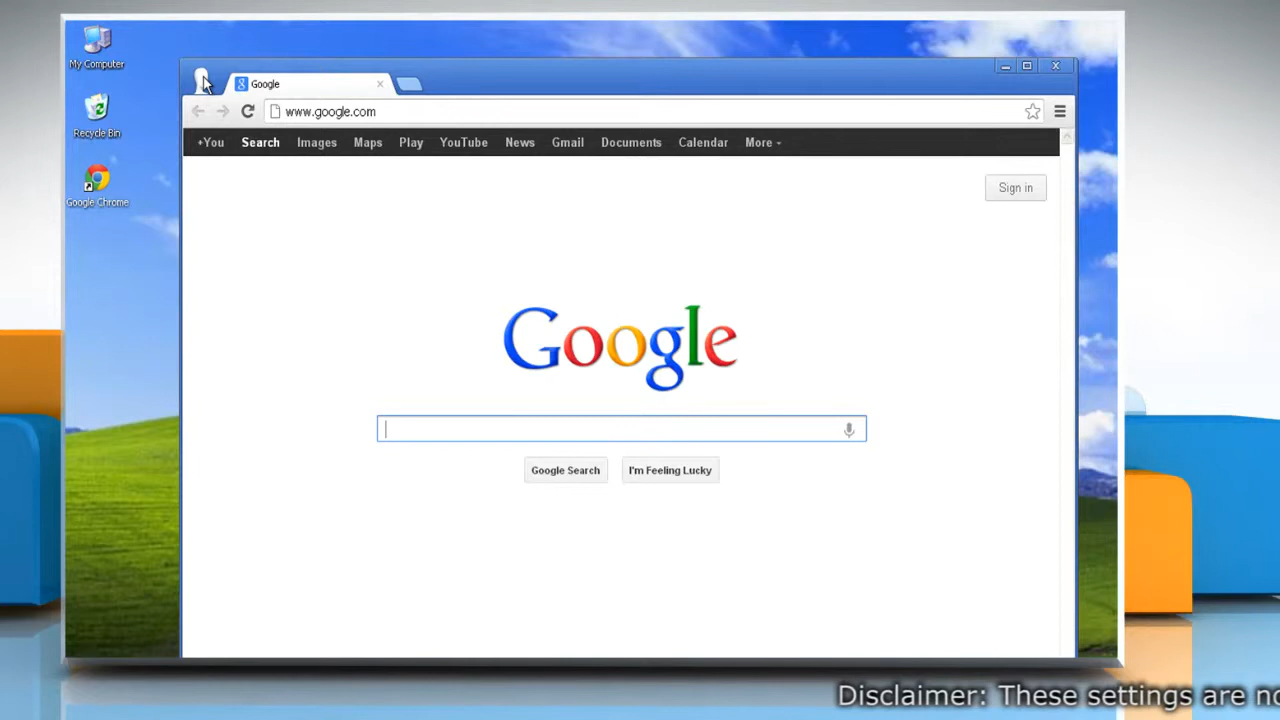 My Computer
Recycle Bin
Google Chrome
Google
www.google.com
+You Search Images Maps Play YouTube News Gmail Documents Calendar More
Sign in
Google
Google Search I'm Feeling Lucky
Disclaimer: These settings are